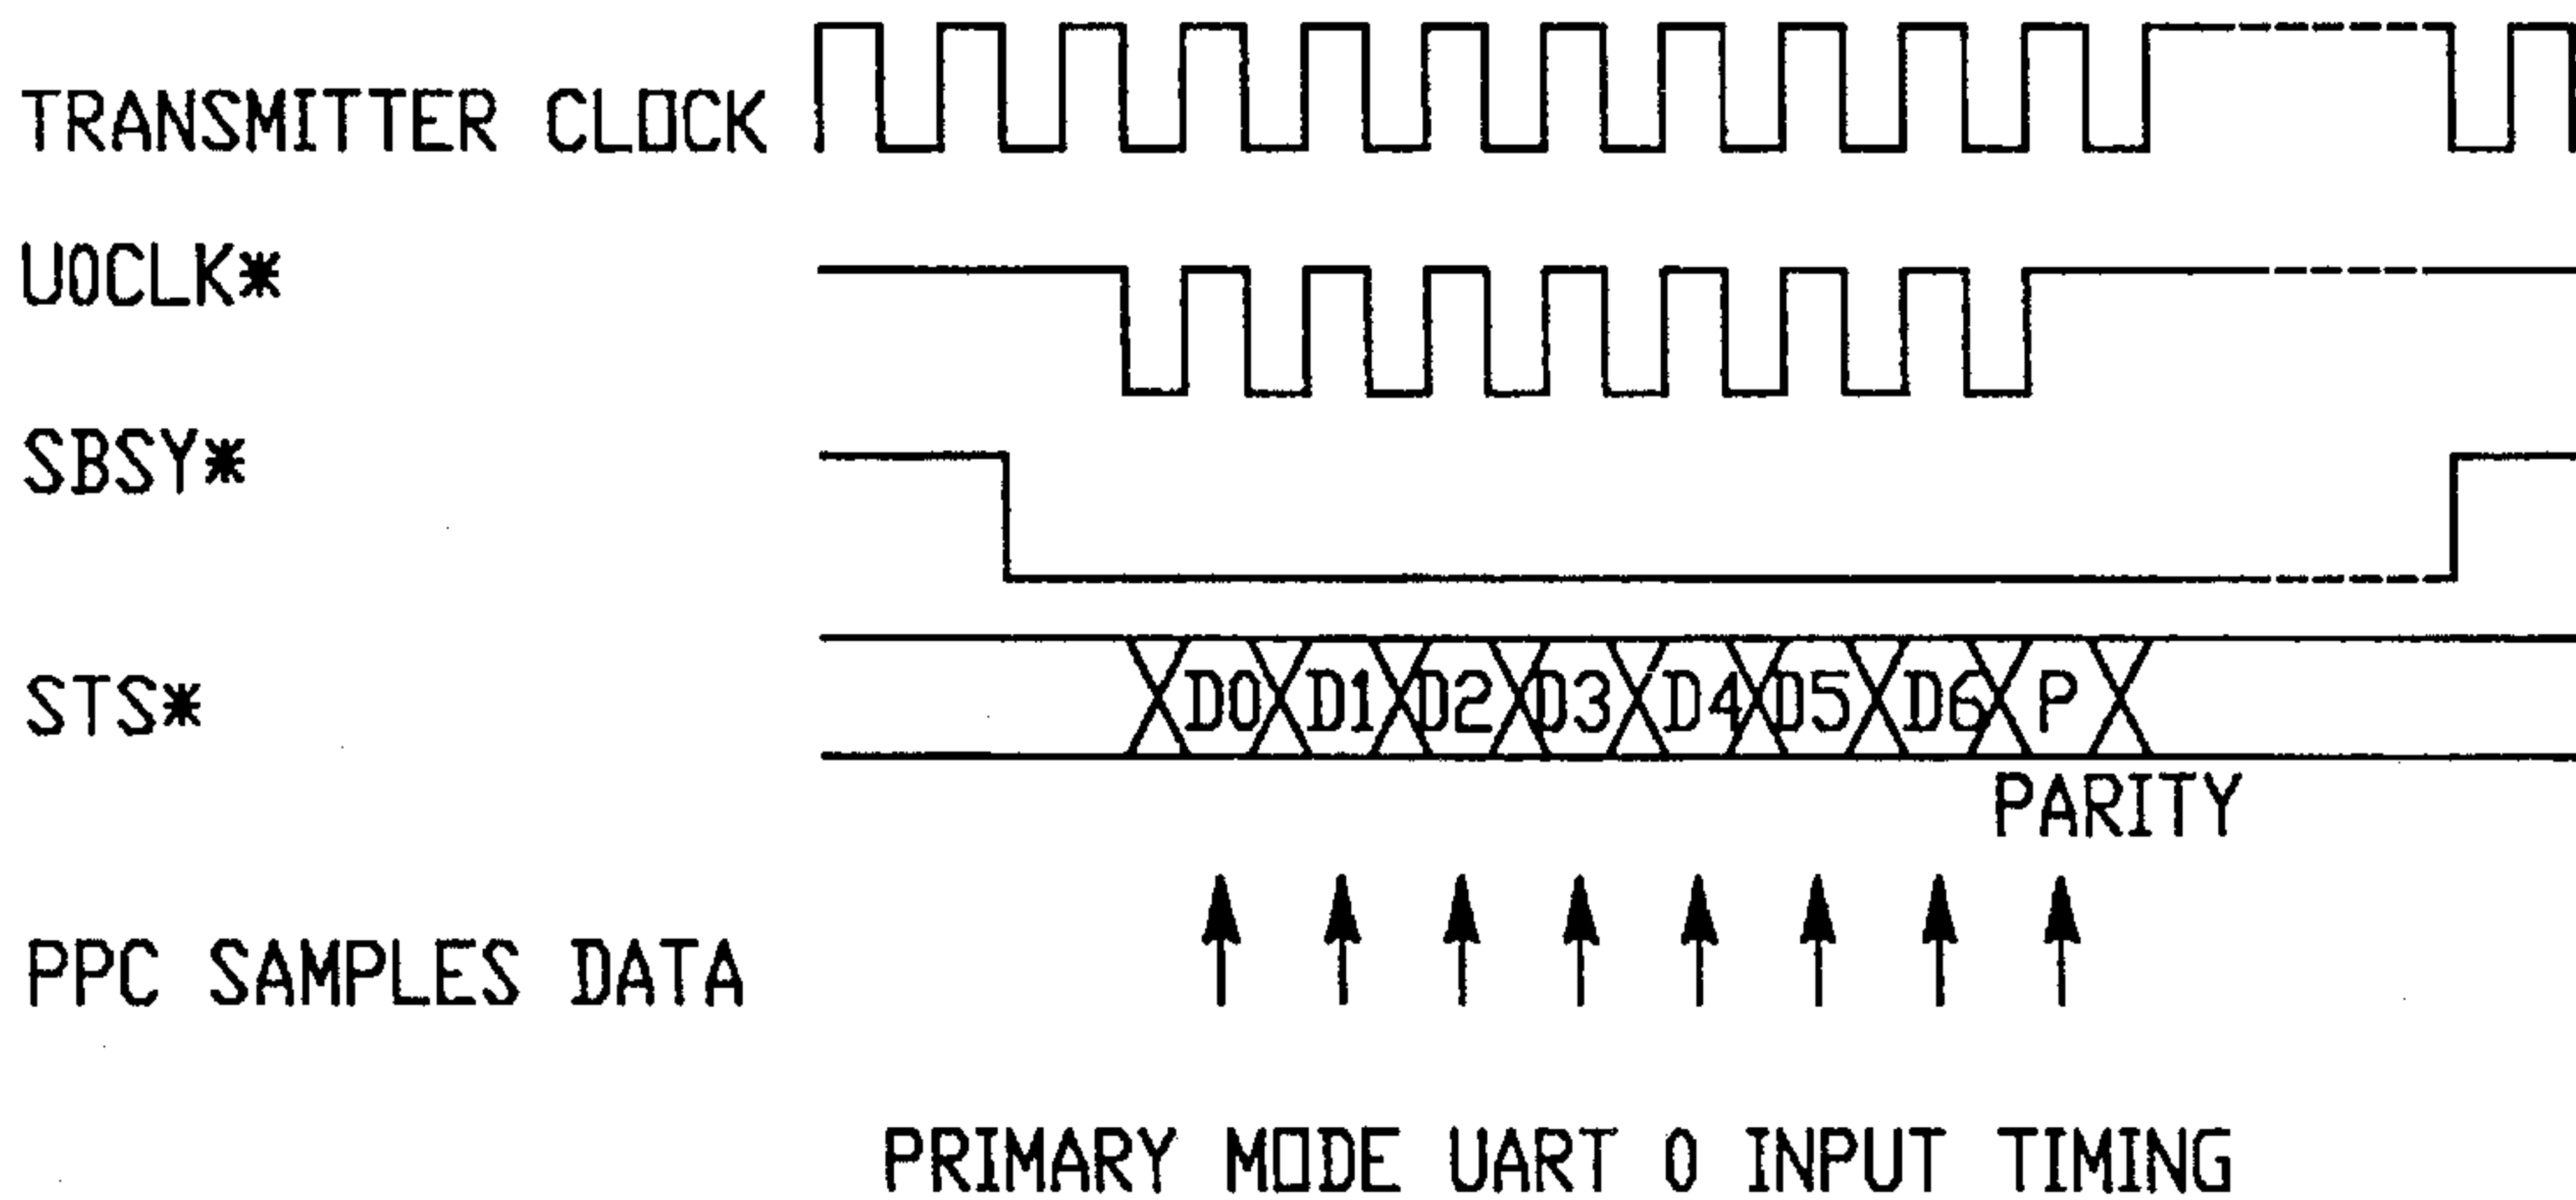 TRANSMITTER CLOCK
U0CLK*
SBSY*
STS* D0 D1 D2 D3 D4 D5 D6 P
PARITY
PPC SAMPLES DATA
PRIMARY MODE UART 0 INPUT TIMING